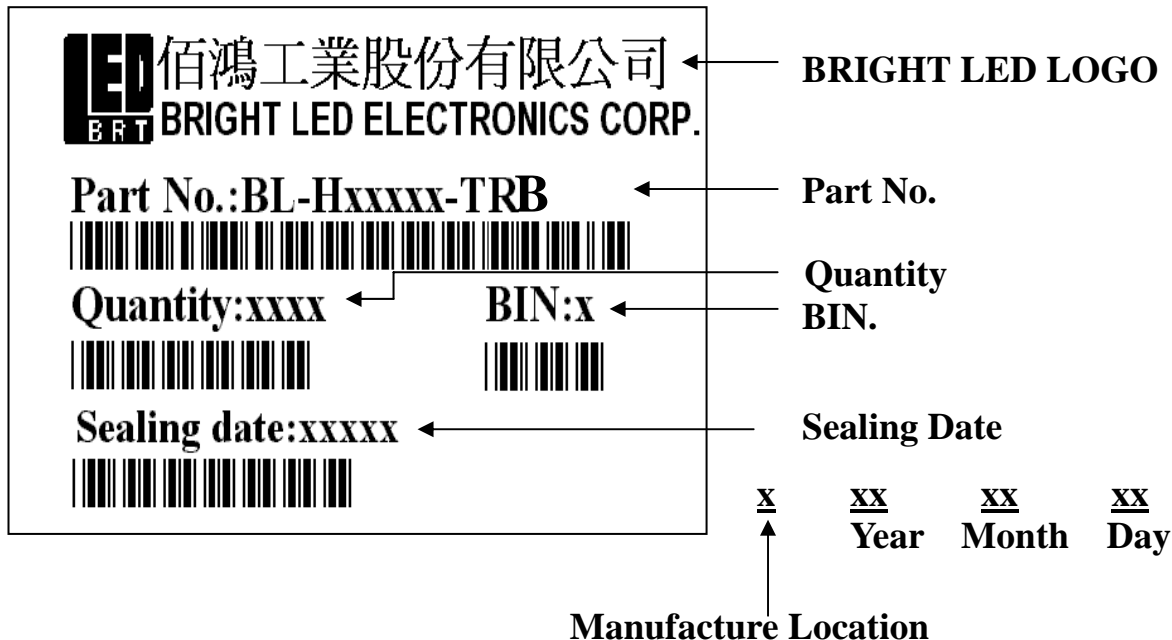 LED 佰鴻工業股份有限公司
BRT BRIGHT LED ELECTRONICS CORP.
BRIGHT LED LOGO
Part No.:BL-Hxxxxx-TRB
Part No.
Quantity:xxxx
Quantity
BIN:x
BIN.
Sealing date:xxxxx
Sealing Date
x xx xx xx
Year Month Day
Manufacture Location